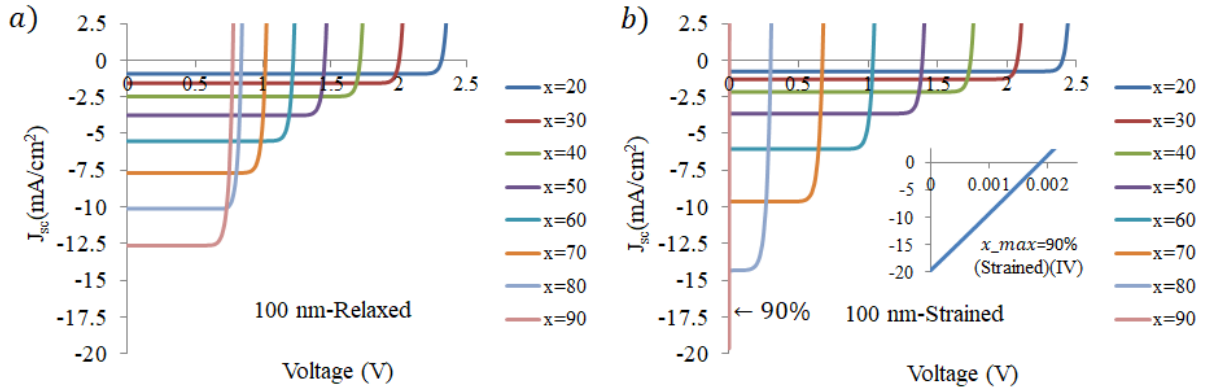 a)
2.5
0
-2.5
-5
-7.5
-10
-12.5
-15
-17.5
-20
0 0.5 1 1.5 2 2.5
J_sc(mA/cm²)
Voltage (V)
100 nm-Relaxed
x=20
x=30
x=40
x=50
x=60
x=70
x=80
x=90
b)
2.5
0
-2.5
-5
-7.5
-10
-12.5
-15
-17.5
-20
0 0.5 1 1.5 2 2.5
J_sc(mA/cm²)
Voltage (V)
← 90%
100 nm-Strained
0
-5
-10
-15
-20
0 0.001 0.002
x_max=90%
(Strained)(IV)
x=20
x=30
x=40
x=50
x=60
x=70
x=80
x=90